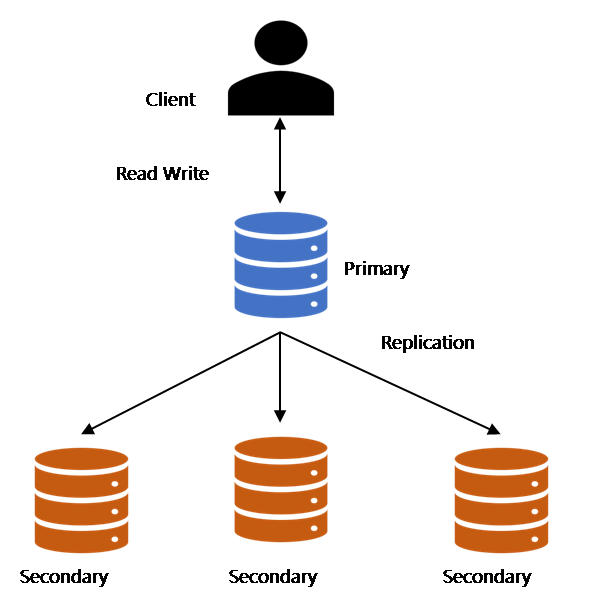 Client
Read Write
Primary
Replication
Secondary
Secondary
Secondary